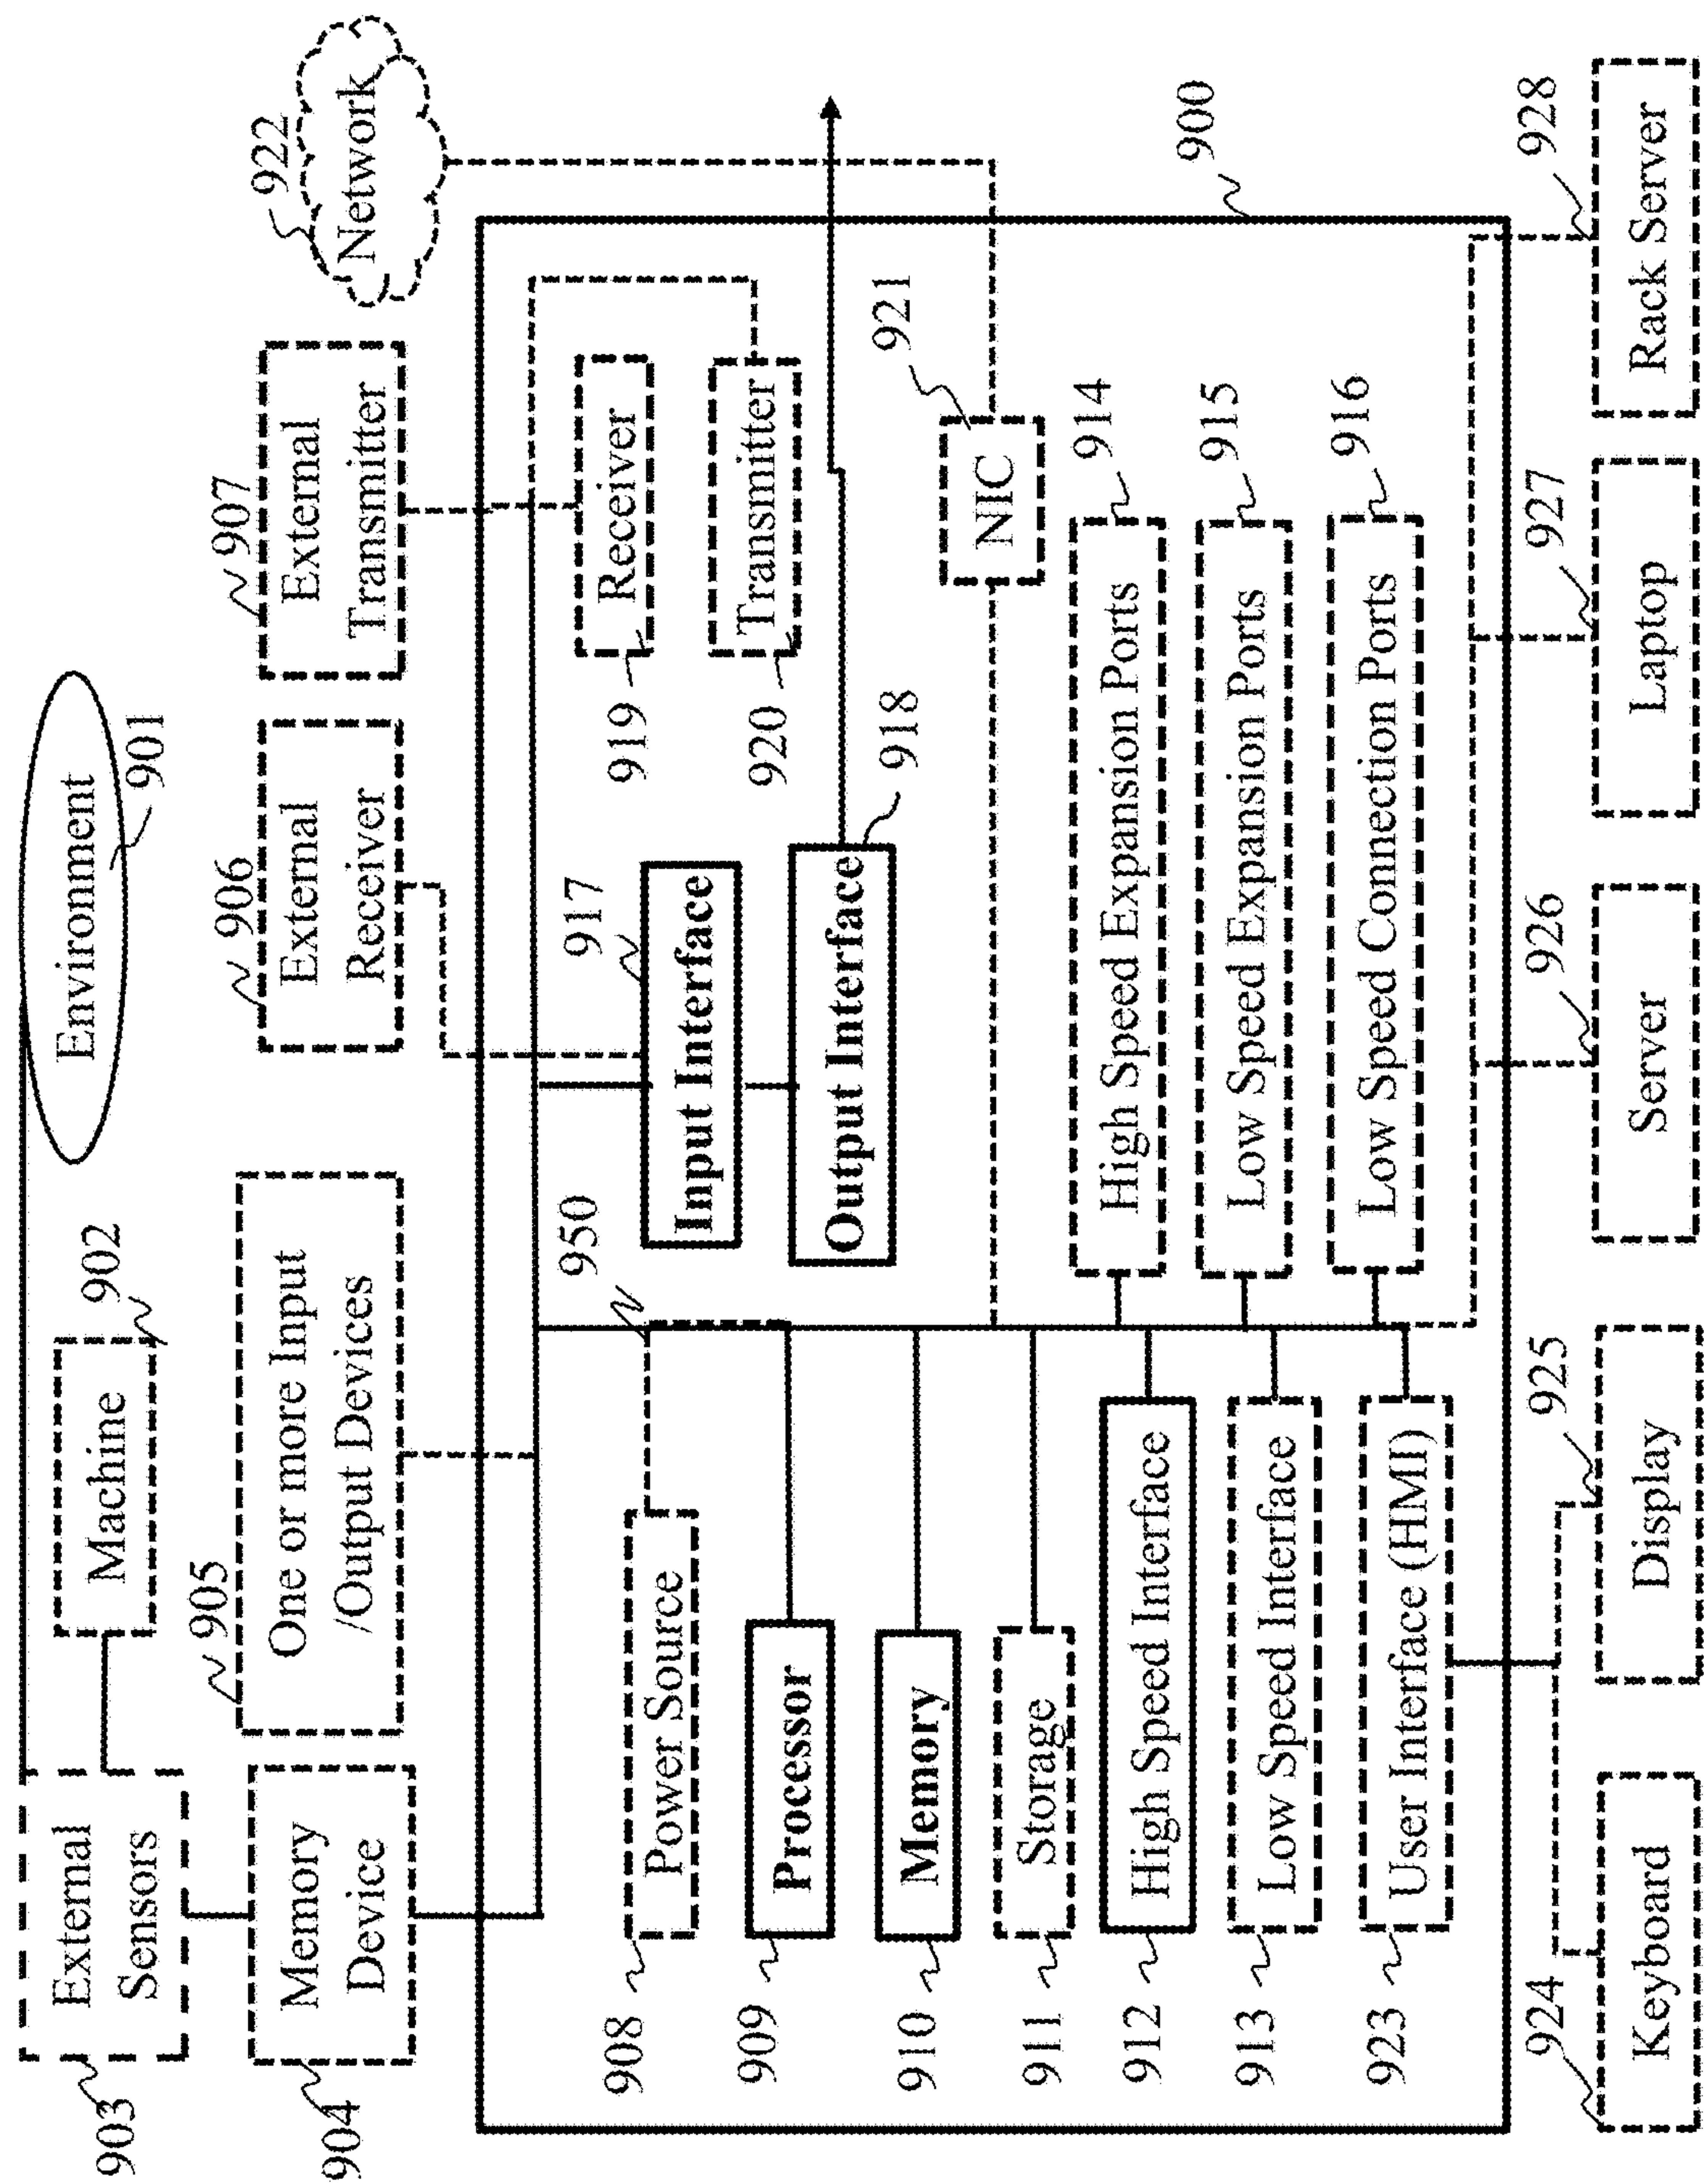 903
External
Sensors
Machine
902
Environment
901
904
Memory
Device
905
One or more Input
/Output Devices
906
External
Receiver
907
External
Transmitter
922
Network
908
Power Source
950
917
Input Interface
919
Receiver
909
Processor
Output Interface
918
920
Transmitter
910
Memory
921
NIC
911
Storage
912
High Speed Interface
High Speed Expansion Ports
914
913
Low Speed Interface
Low Speed Expansion Ports
915
923
User Interface (HMI)
Low Speed Connection Ports
916
900
924
Keyboard
925
Display
926
Server
927
Laptop
928
Rack Server